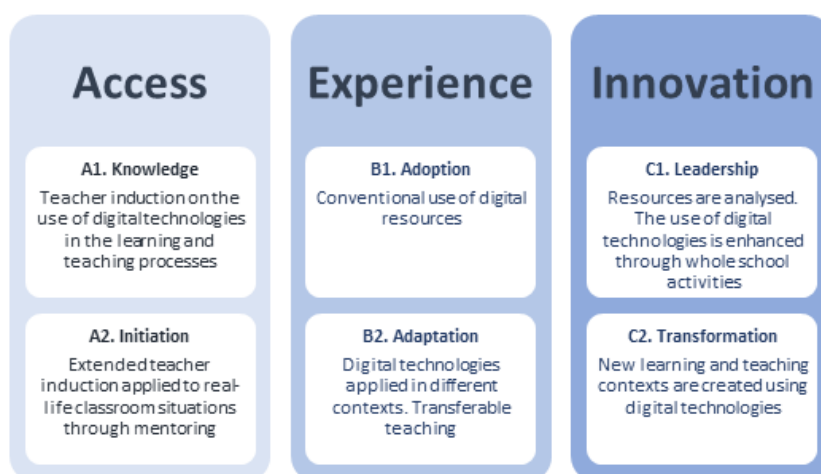 Access
A1. Knowledge
Teacher induction on the
use of digital technologies
in the learning and
teaching processes
A2. Initiation
Extended teacher
induction applied to real-
life classroom situations
through mentoring
Experience
B1. Adoption
Conventional use of digital
resources
B2. Adaptation
Digital technologies
applied in different
contexts. Transferable
teaching
Innovation
C1. Leadership
Resources are analysed.
The use of digital
technologies is enhanced
through whole school
activities
C2. Transformation
New learning and teaching
contexts are created using
digital technologies